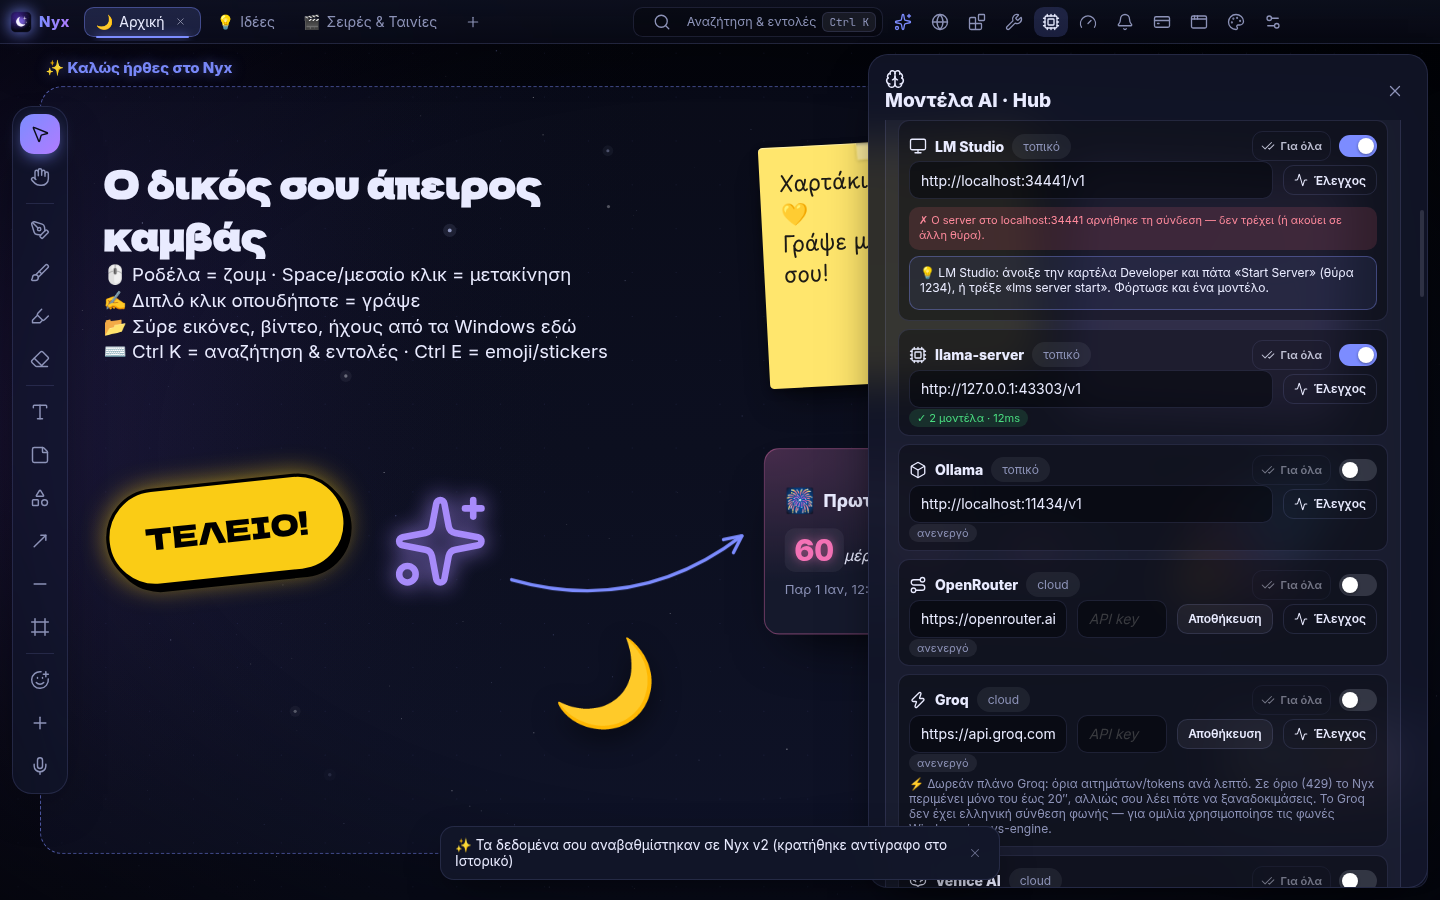 Nyx
Αρχική
Ιδέες
Σειρές & Ταινίες
Αναζήτηση & εντολές
Ctrl K
✨ Καλώς ήρθες στο Nyx
Ο δικός σου άπειρος
καμβάς
🖱️ Ροδέλα = ζουμ · Space/μεσαίο κλικ = μετακίνηση
✍️ Διπλό κλικ οπουδήποτε = γράψε
📂 Σύρε εικόνες, βίντεο, ήχους από τα Windows εδώ
⌨️ Ctrl K = αναζήτηση & εντολές · Ctrl E = emoji/stickers
Γράψε
σου!
ΤΕΛΕΙΟ!
60
Παρ 1 Ιαν,
Μοντέλα AI · Hub
LM Studio
τοπικό
Για όλα
http://localhost:34441/v1
Έλεγχος
✗ Ο server στο localhost:34441 αρνήθηκε τη σύνδεση — δεν τρέχει (ή ακούει σε
άλλη θύρα).
💡 LM Studio: άνοιξε την καρτέλα Developer και πάτα «Start Server» (θύρα
1234), ή τρέξε «lms server start». Φόρτωσε και ένα μοντέλο.
llama-server
τοπικό
Για όλα
http://127.0.0.1:43303/v1
Έλεγχος
✓ 2 μοντέλα · 12ms
Ollama
τοπικό
Για όλα
http://localhost:11434/v1
Έλεγχος
ανενεργό
OpenRouter
cloud
Για όλα
https://openrouter.ai
API key
Αποθήκευση
Έλεγχος
ανενεργό
Groq
cloud
Για όλα
https://api.groq.com
API key
Αποθήκευση
Έλεγχος
ανενεργό
⚡ Δωρεάν πλάνο Groq: όρια αιτημάτων/tokens ανά λεπτό. Σε όριο (429) το Nyx
περιμένει μόνο του έως 20″, αλλιώς σου λέει πότε να ξαναδοκιμάσεις. Το Groq
δεν έχει ελληνική σύνθεση φωνής — για ομιλία χρησιμοποίησε τις φωνές
Venice AI
cloud
Για όλα
✨ Τα δεδομένα σου αναβαθμίστηκαν σε Nyx v2 (κρατήθηκε αντίγραφο στο
Ιστορικό)